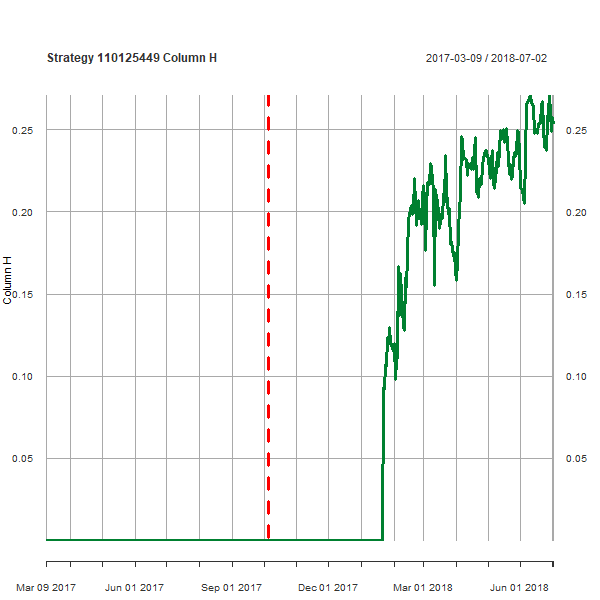 Strategy 110125449 Column H
2017-03-09 / 2018-07-02
Column H
0.25
0.20
0.15
0.10
0.05
0.25
0.20
0.15
0.10
0.05
Mar 09 2017
Jun 01 2017
Sep 01 2017
Dec 01 2017
Mar 01 2018
Jun 01 2018